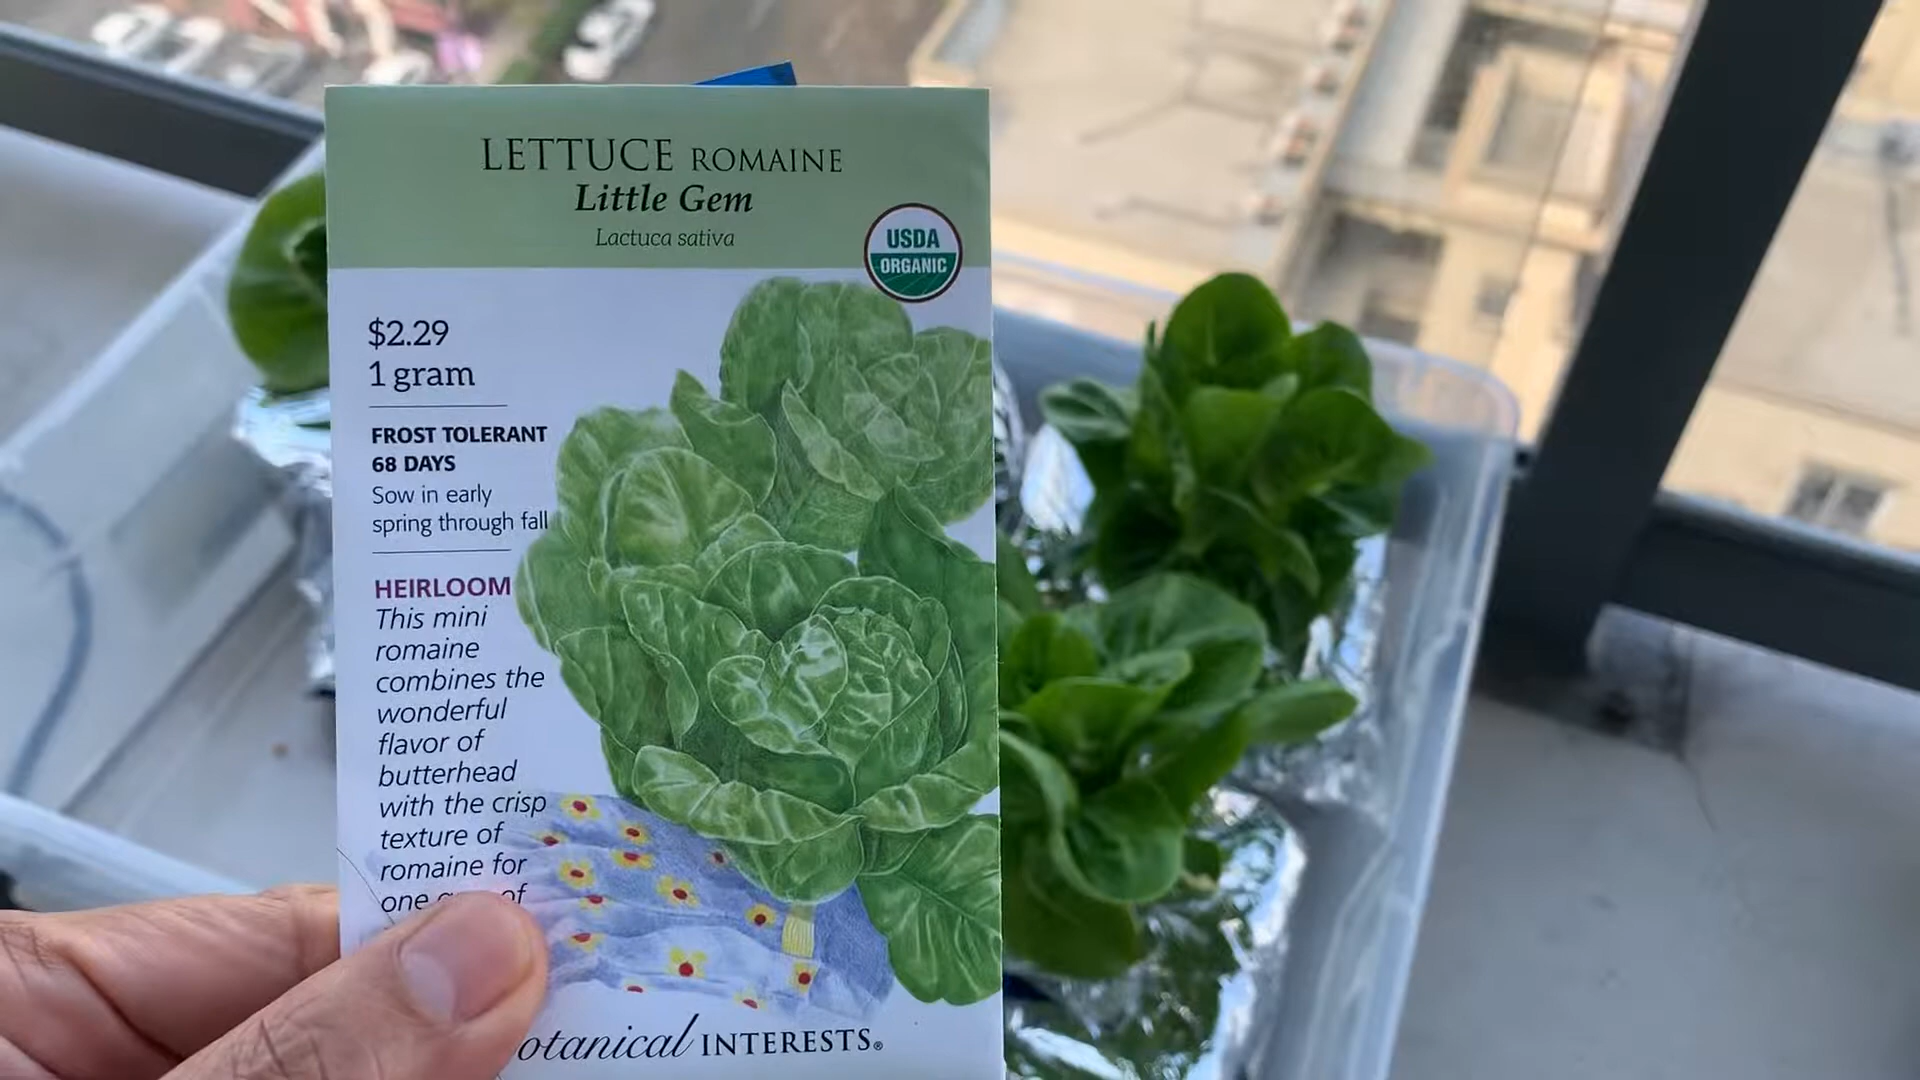 LETTUCE ROMAINE
Little Gem
Lactuca sativa
USDA
ORGANIC
$2.29
1 gram
FROST TOLERANT
68 DAYS
Sow in early
spring through fall
HEIRLOOM
This mini
romaine
combines the
wonderful
flavor of
butterhead
with the crisp
texture of
romaine for
one of
otanical INTERESTS®